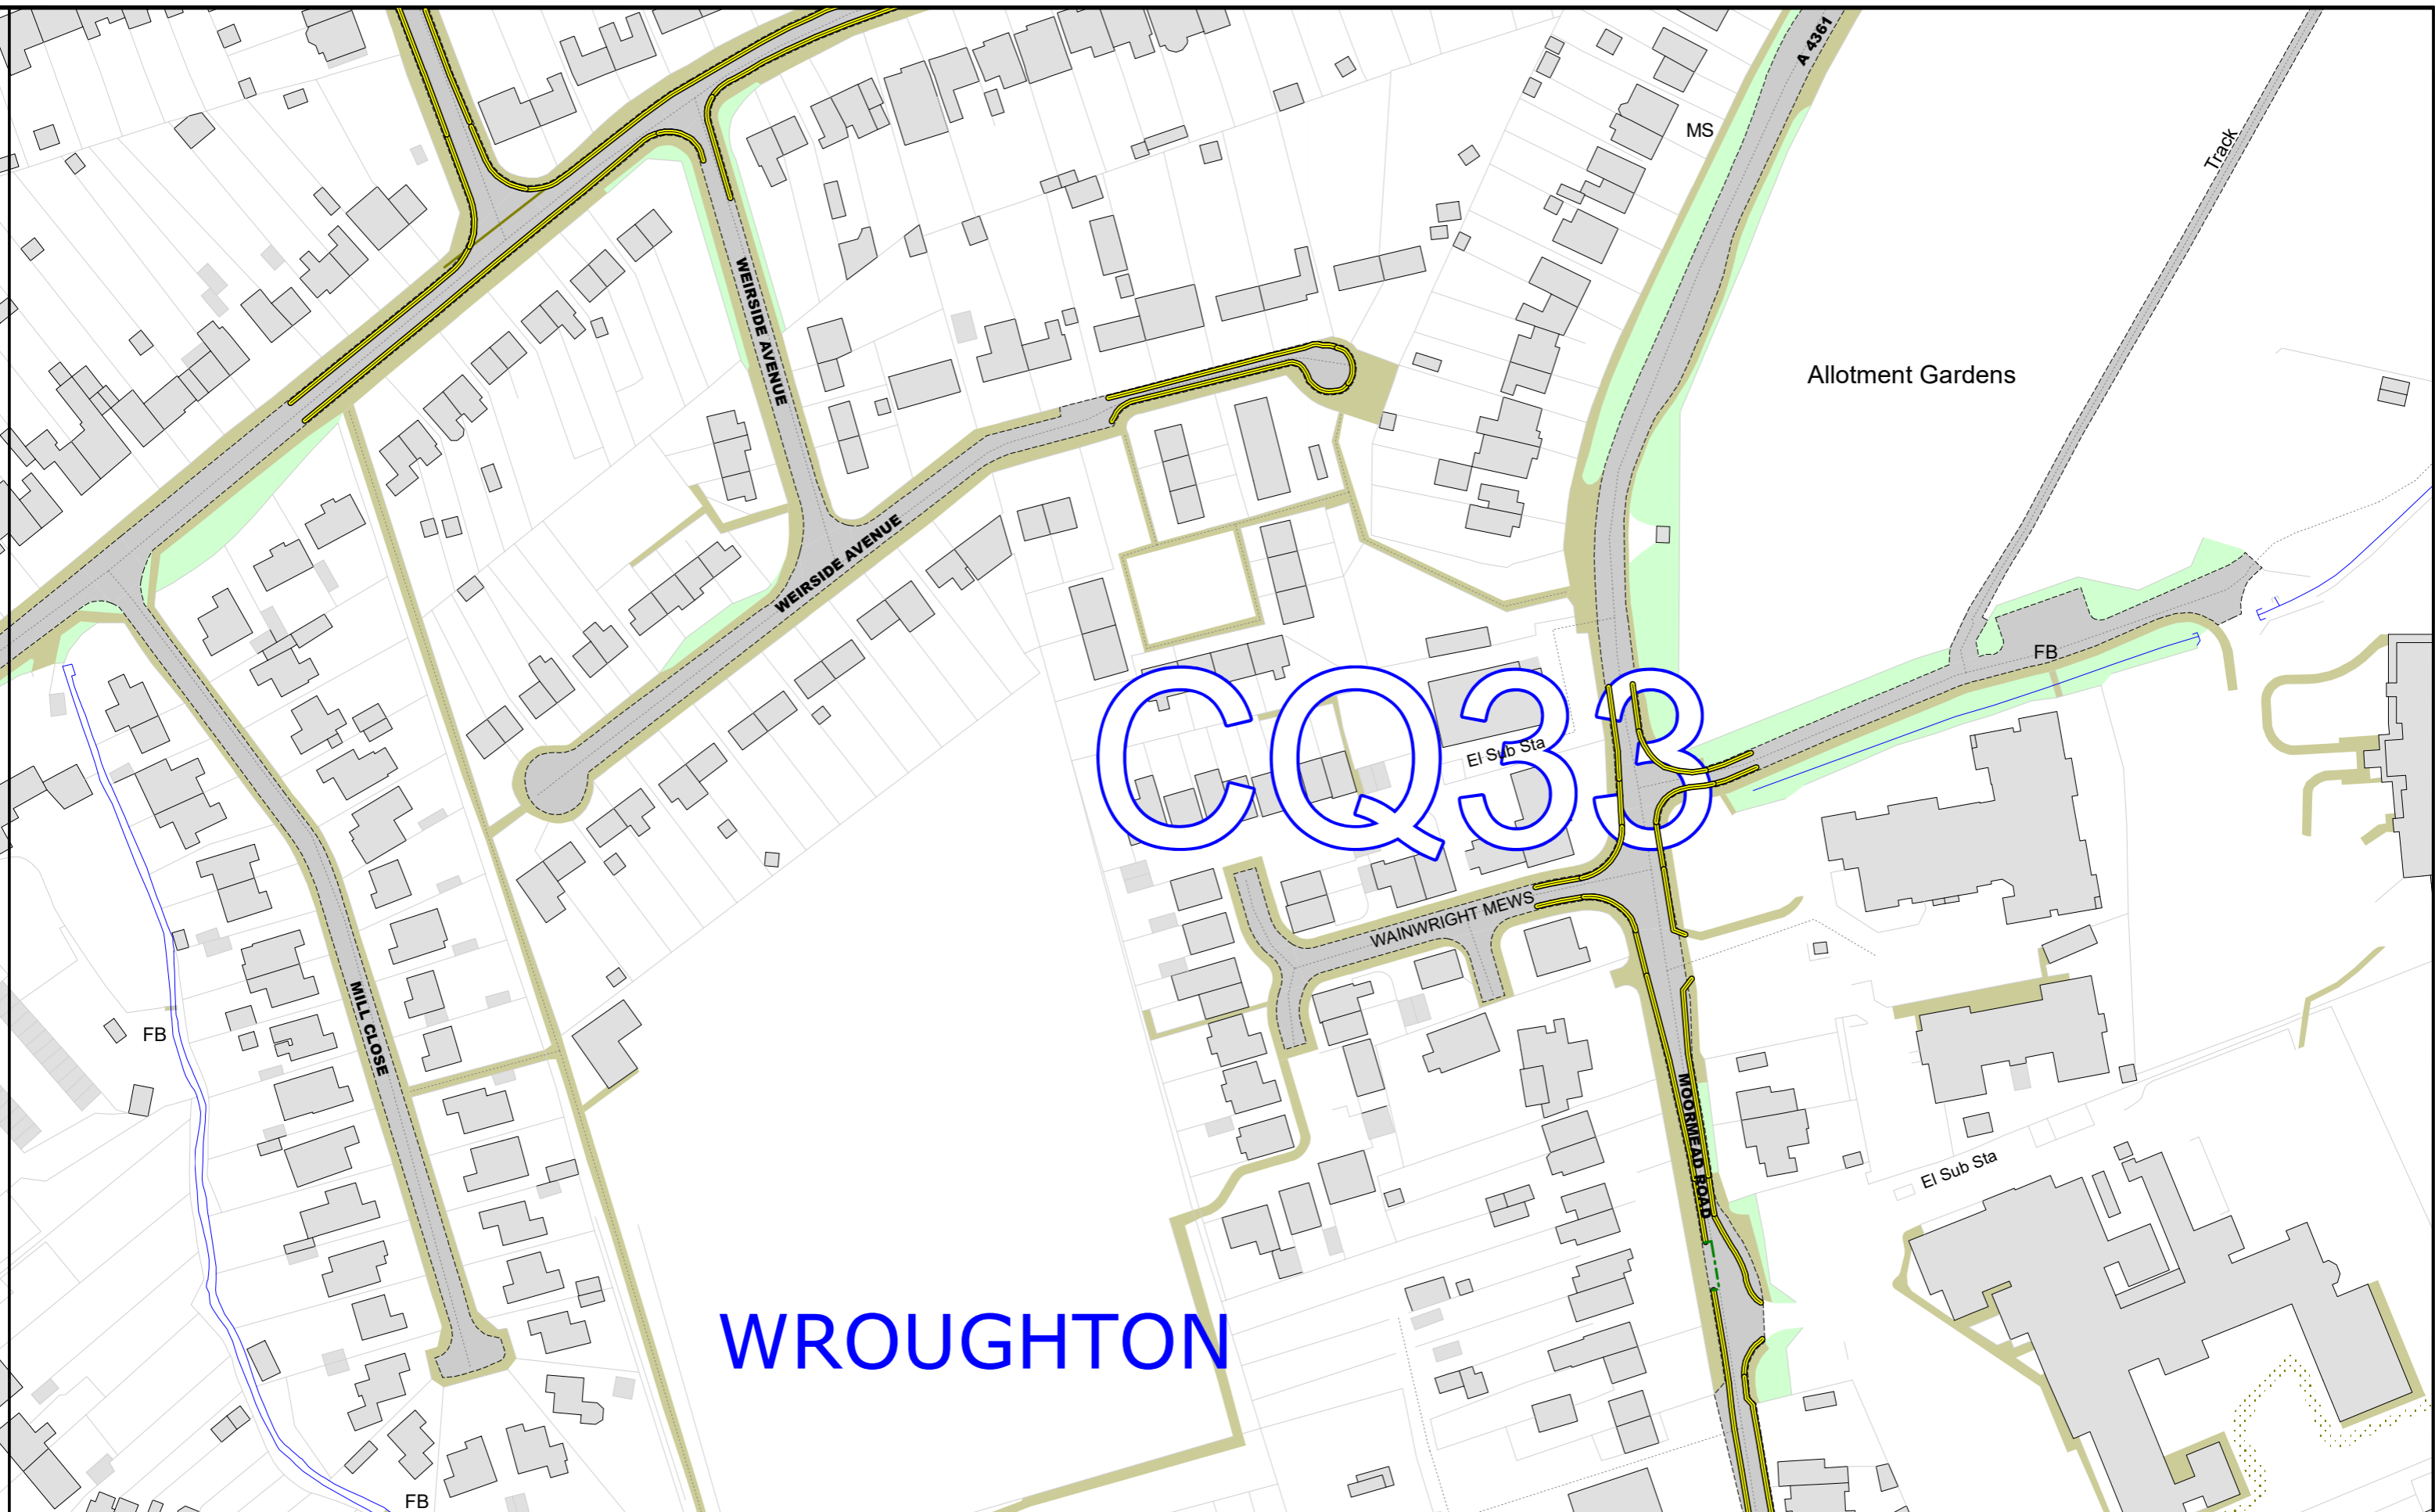 A 4361
MS
Track
WEIRSIDE AVENUE
Allotment Gardens
WEIRSIDE AVENUE
FB
CQ33
El Sub Sta
WAINWRIGHT MEWS
MILL CLOSE
FB
MOORMEAD ROAD
El Sub Sta
WROUGHTON
FB